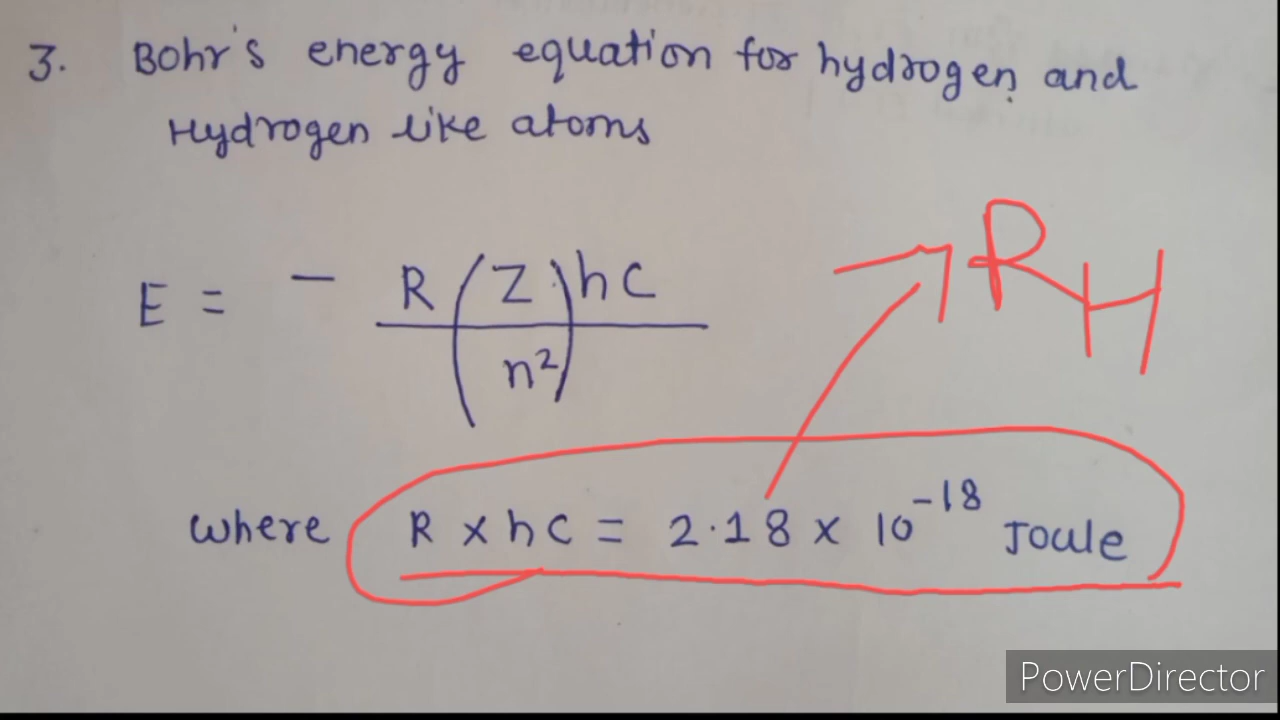 3. Bohr's energy equation for hydrogen and
Hydrogen like atoms
E = - R (Z) hC
n²
RH
where R x hC = 2.18 x 10⁻¹⁸ Joule
PowerDirector